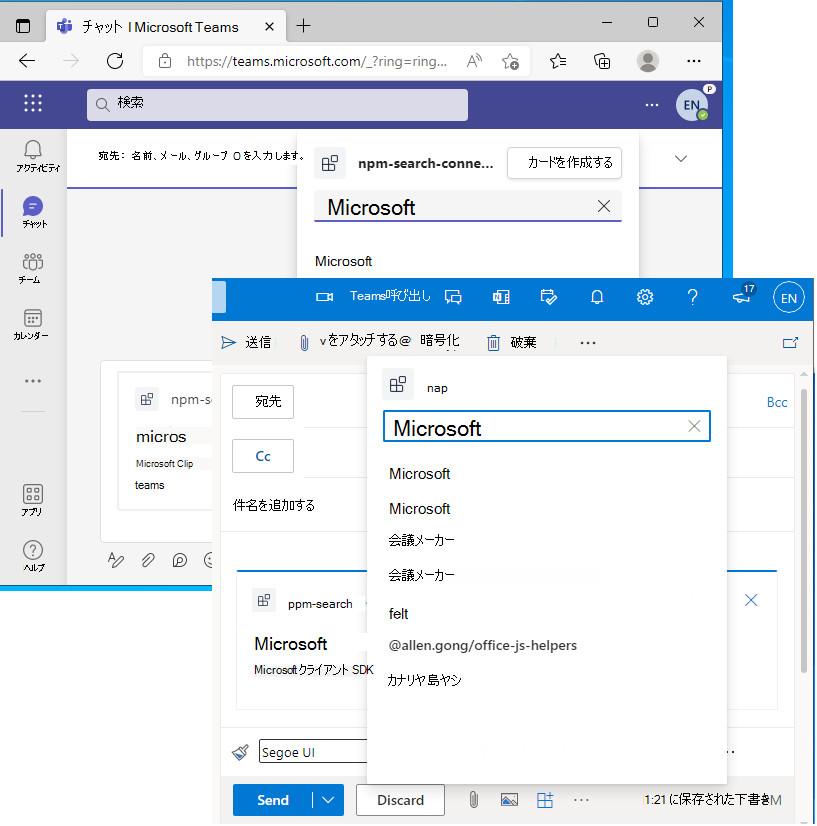 チャット | Microsoft Teams
https://teams.microsoft.com/_?ring=ring...
検索
EN
P
アクティビティ
チャット
チーム
カレンダー
アプリ
ヘルプ
宛先: 名前、メール、グループ 0 を入力します。
npm-search-conne...
カードを作成する
Microsoft
Microsoft
npm-s
micros
Microsoft Clip
teams
Teams呼び出し
17
EN
送信
vをアタッチする@
暗号化
破棄
宛先
Bcc
Cc
件名を追加する
nap
Microsoft
Microsoft
Microsoft
会議メーカー
会議メーカー
felt
@allen.gong/office-js-helpers
カナリヤ島ヤシ
ppm-search
Microsoft
Microsoftクライアント SDK
Segoe UI
Send
Discard
1:21 に保存された下書きM